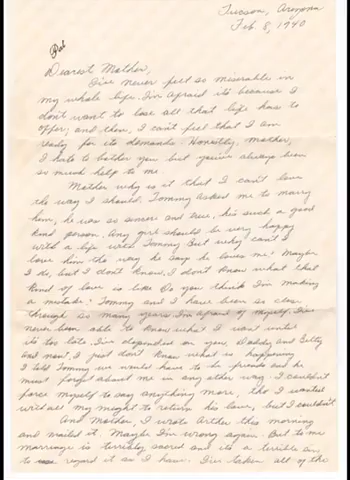 Tucson, Arizona
Feb 8, 1940
Dearest Mother,
I've never felt so miserable in
my whole life. I'm afraid its because I
don't want to lose all that life has to
offer; and then, I can't feel that I am
ready for its demands. Honestly, Mother,
I hate to bother you but you've always been
so much help to me.
Mother why is it that I can't love
the way I should. Tommy asked me to marry
him, he was so sincere and true, he's such a good
kind person. Any girl should be very happy
with a life with Tommy But why can't I
love him the way he says he loves me? Maybe
I do, but I don't know. I don't know what that
kind of love is like Do you think I'm making
a mistake? Tommy and I have been so close
through so many years I'm afraid of myself. I've
never been able to know what I want until
its too late. I've depended on you, Daddy and Betty
and now, I just don't know what is happening
I told Tommy we would have to be friends and he
must forget about me in any other way. I couldn't
force myself to say anything more, tho I wanted
with all my might to return his love, but I couldn't
And Mother, I wrote Arthur this morning
and mailed it. Maybe I'm wrong again. But to me
marriage is terribly sacred and its a terrible
to regard it as I have. I've taken all of the